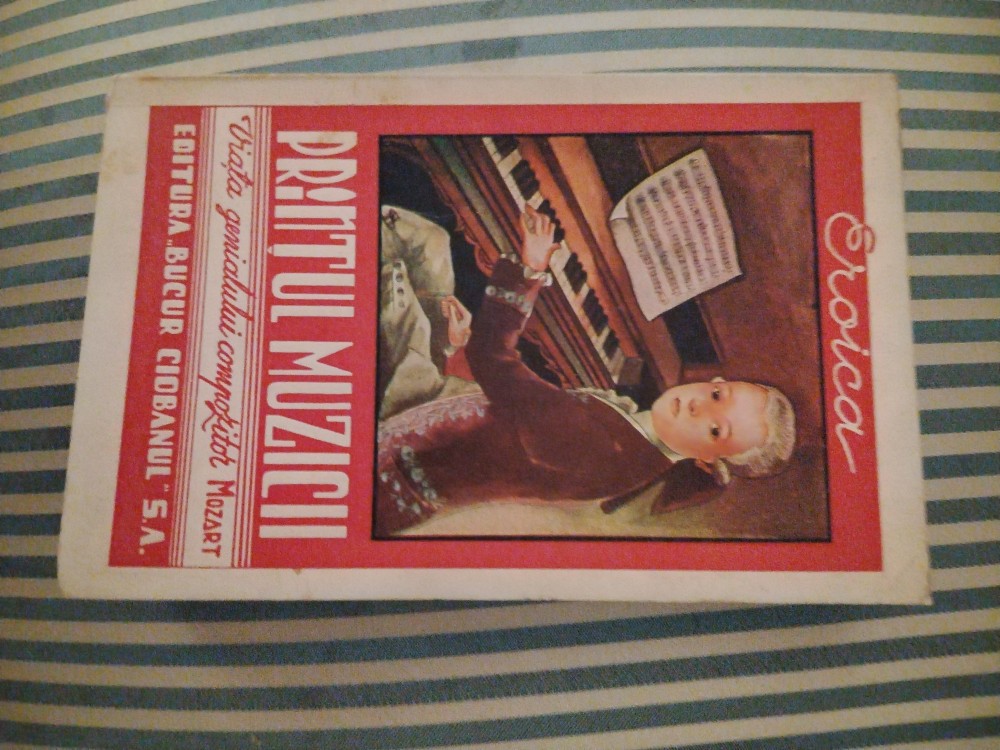 Eroica
PRINȚUL MUZICII
Viața genialului compozitor MOZART
EDITURA „BUCUR CIOBANUL” S.A.